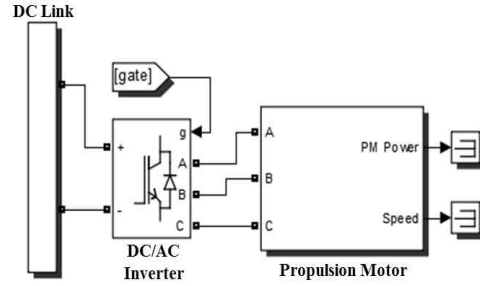 DC Link
[gate]
g
+
A
A
PM Power
B
B
-
C
C
Speed
DC/AC
Inverter
Propulsion Motor